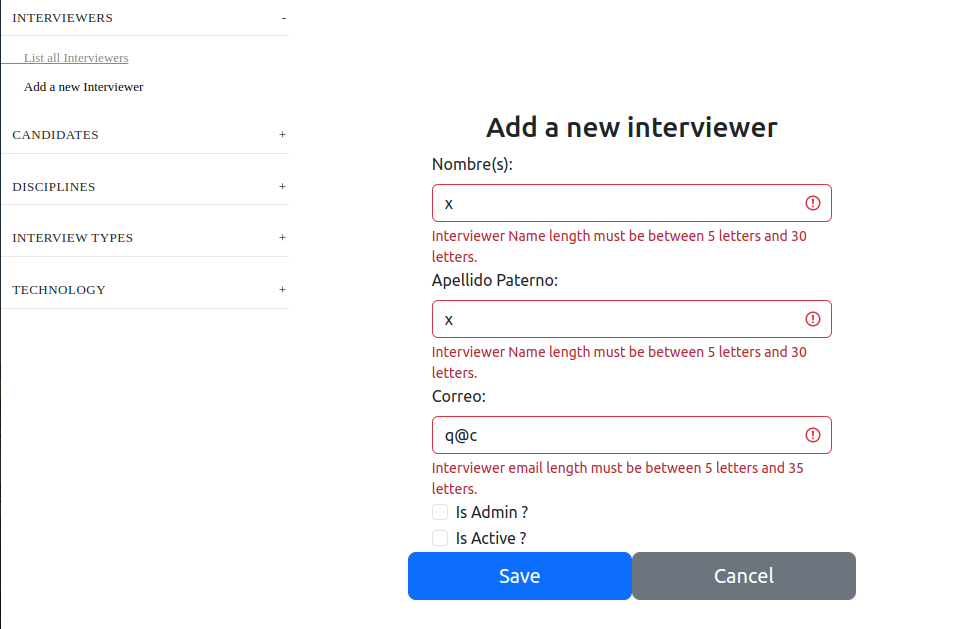 INTERVIEWERS -
List all Interviewers
Add a new Interviewer
CANDIDATES +
DISCIPLINES +
INTERVIEW TYPES +
TECHNOLOGY +
Add a new interviewer
Nombre(s):
x
Interviewer Name length must be between 5 letters and 30
letters.
Apellido Paterno:
x
Interviewer Name length must be between 5 letters and 30
letters.
Correo:
q@c
Interviewer email length must be between 5 letters and 35
letters.
Is Admin ?
Is Active ?
Save Cancel